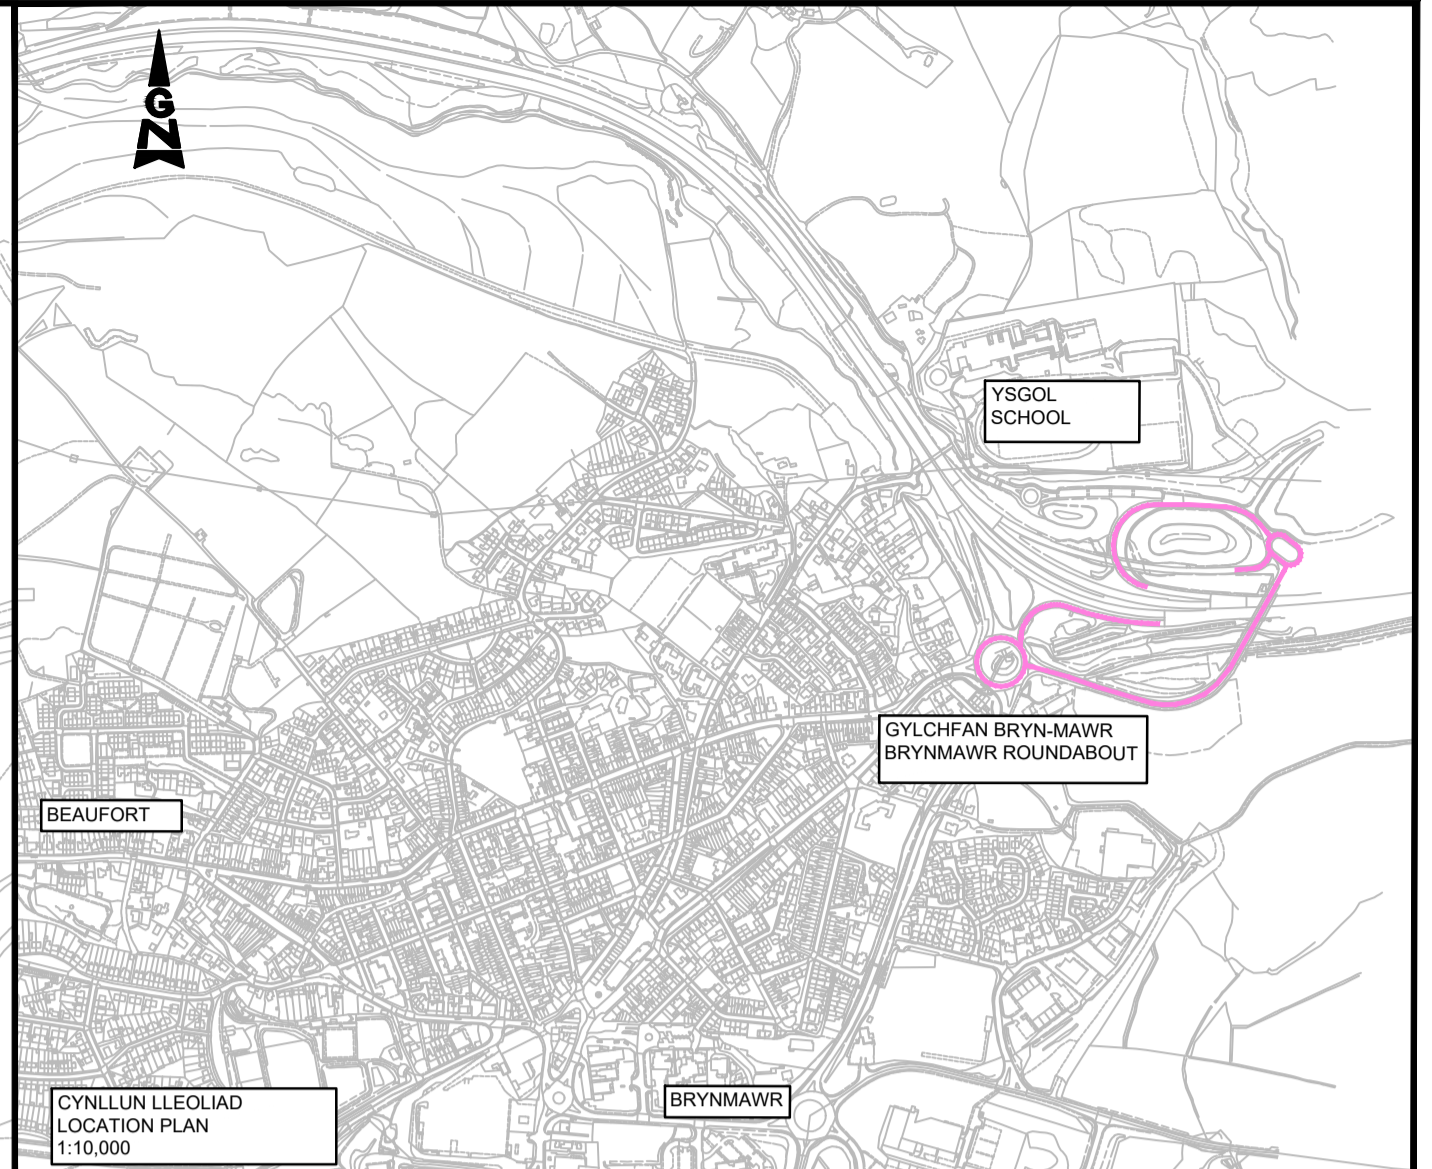 G
N
YSGOL
SCHOOL
GYLCHFAN BRYN-MAWR
BRYNMAWR ROUNDABOUT
BEAUFORT
BRYNMAWR
CYNLLUN LLEOLIAD
LOCATION PLAN
1:10,000